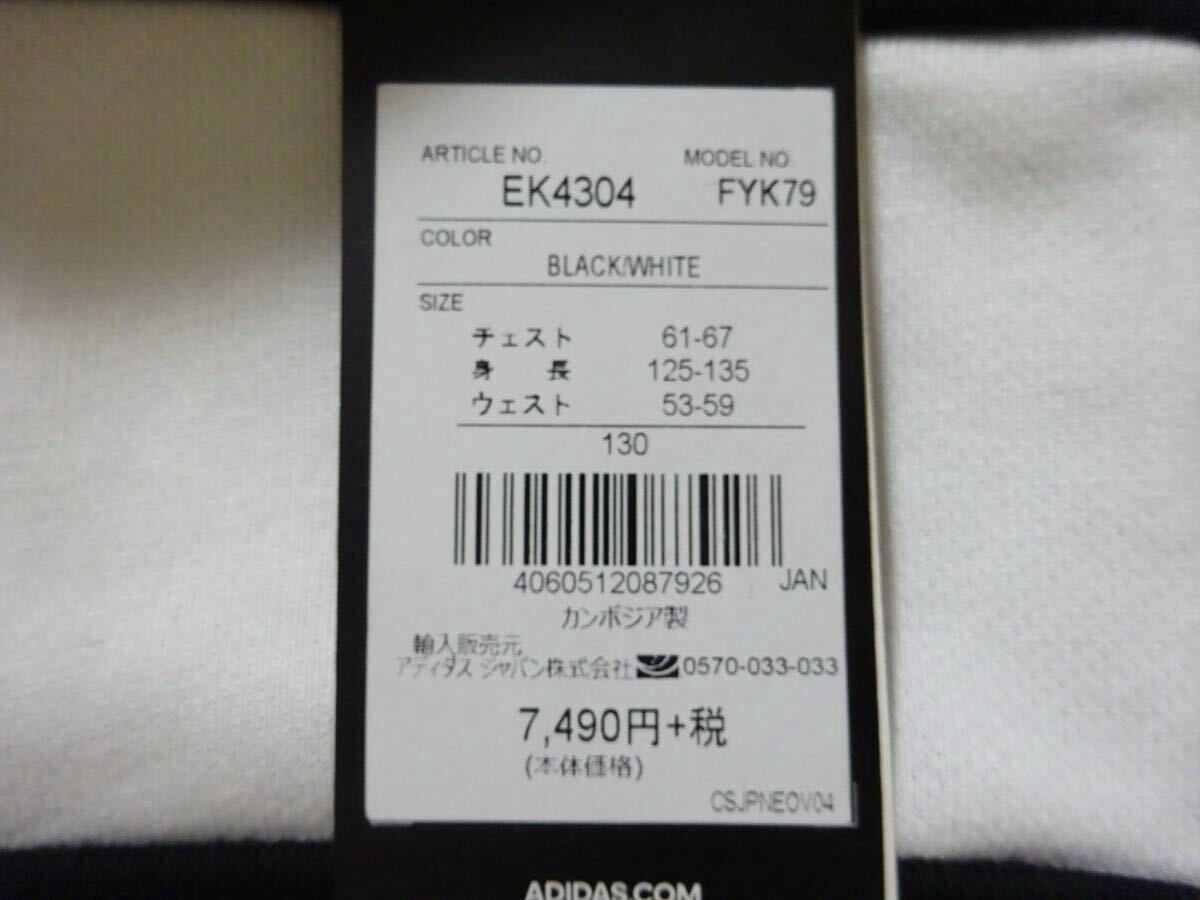 ARTICLE NO. MODEL NO.
EK4304 FYK79
COLOR
BLACK/WHITE
SIZE
チェスト 61-67
身 長 125-135
ウェスト 53-59
130
4060512087926 JAN
カンボジア製
輸入販売元
アディダス ジャパン株式会社 0570-033-033
7,490円+税
(本体価格)
CSJPNEOV04
ADIDAS.COM